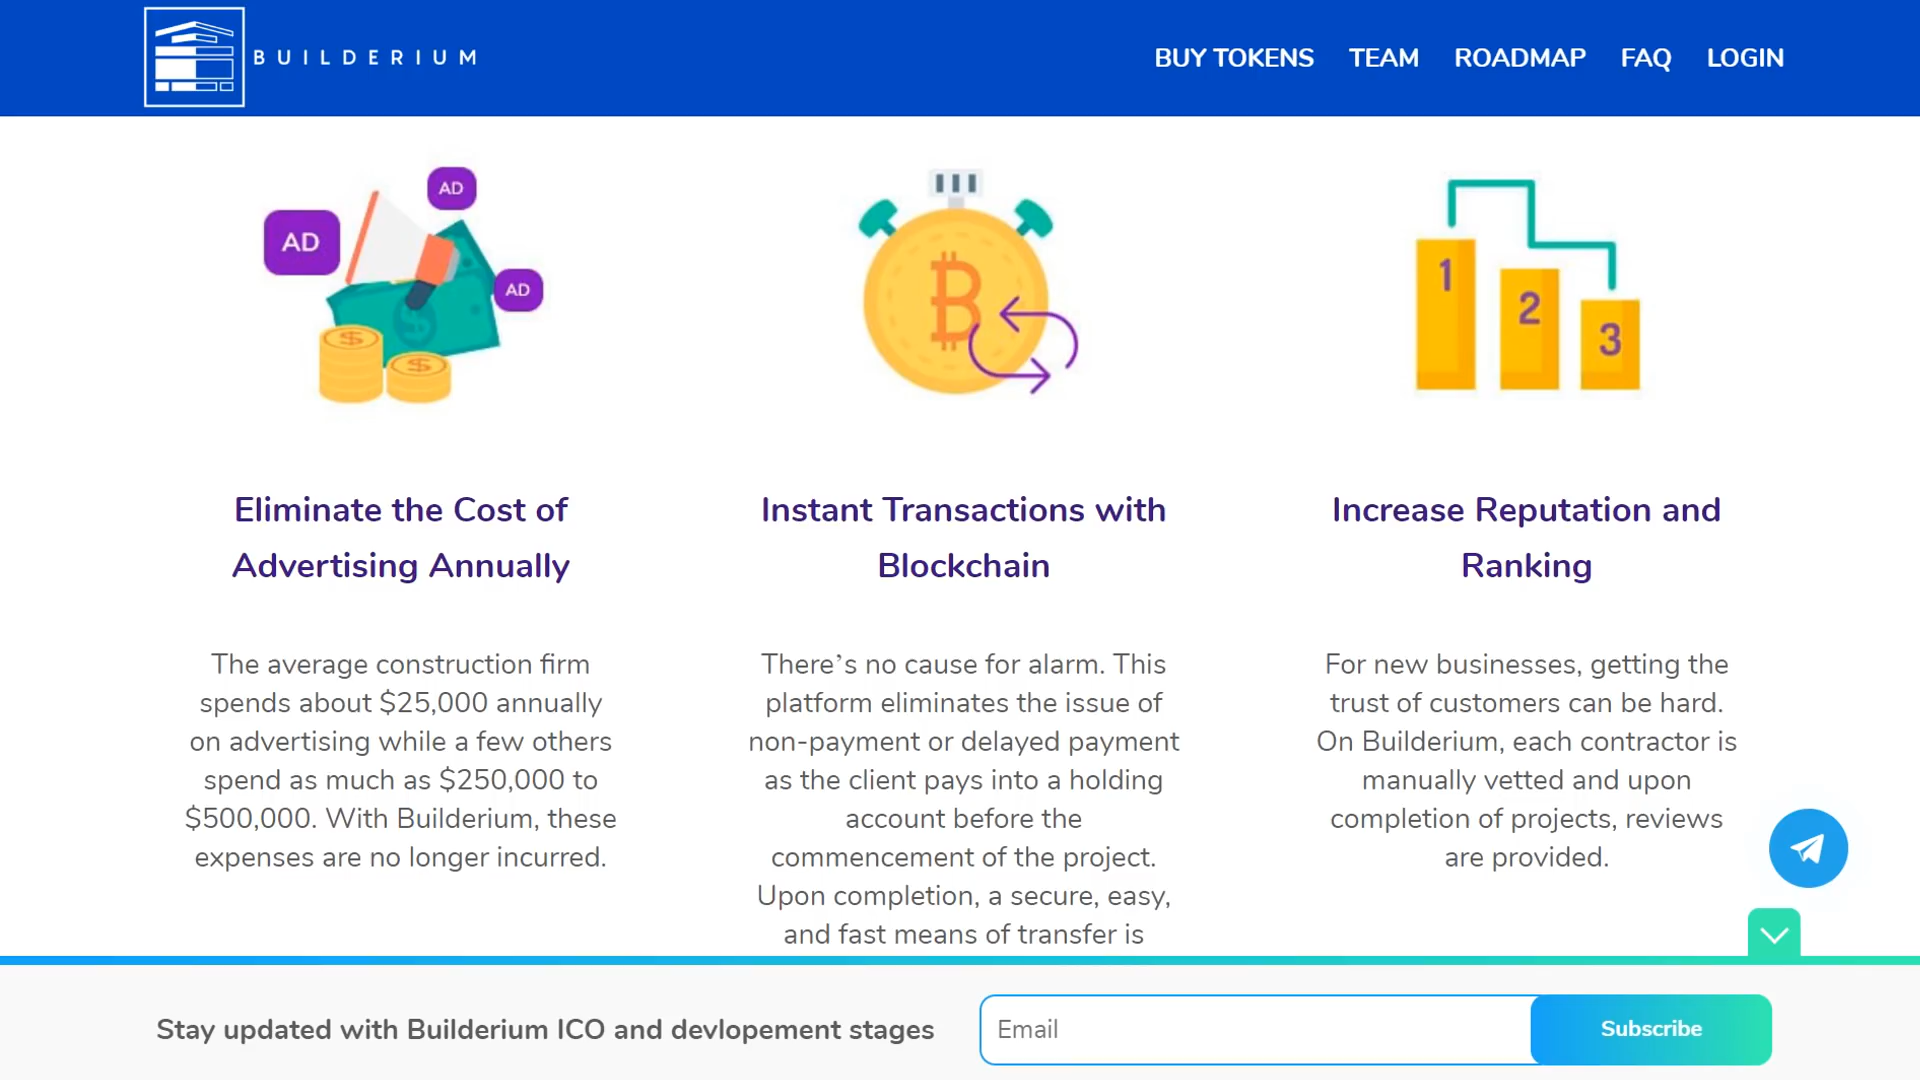 BUILDERIUM
BUY TOKENS TEAM ROADMAP FAQ LOGIN
AD
AD
AD
1
2
3
Eliminate the Cost of
Advertising Annually
The average construction firm
spends about $25,000 annually
on advertising while a few others
spend as much as $250,000 to
$500,000. With Builderium, these
expenses are no longer incurred.
Instant Transactions with
Blockchain
There's no cause for alarm. This
platform eliminates the issue of
non-payment or delayed payment
as the client pays into a holding
account before the
commencement of the project.
Upon completion, a secure, easy,
and fast means of transfer is
Increase Reputation and
Ranking
For new businesses, getting the
trust of customers can be hard.
On Builderium, each contractor is
manually vetted and upon
completion of projects, reviews
are provided.
Stay updated with Builderium ICO and devlopement stages
Email
Subscribe